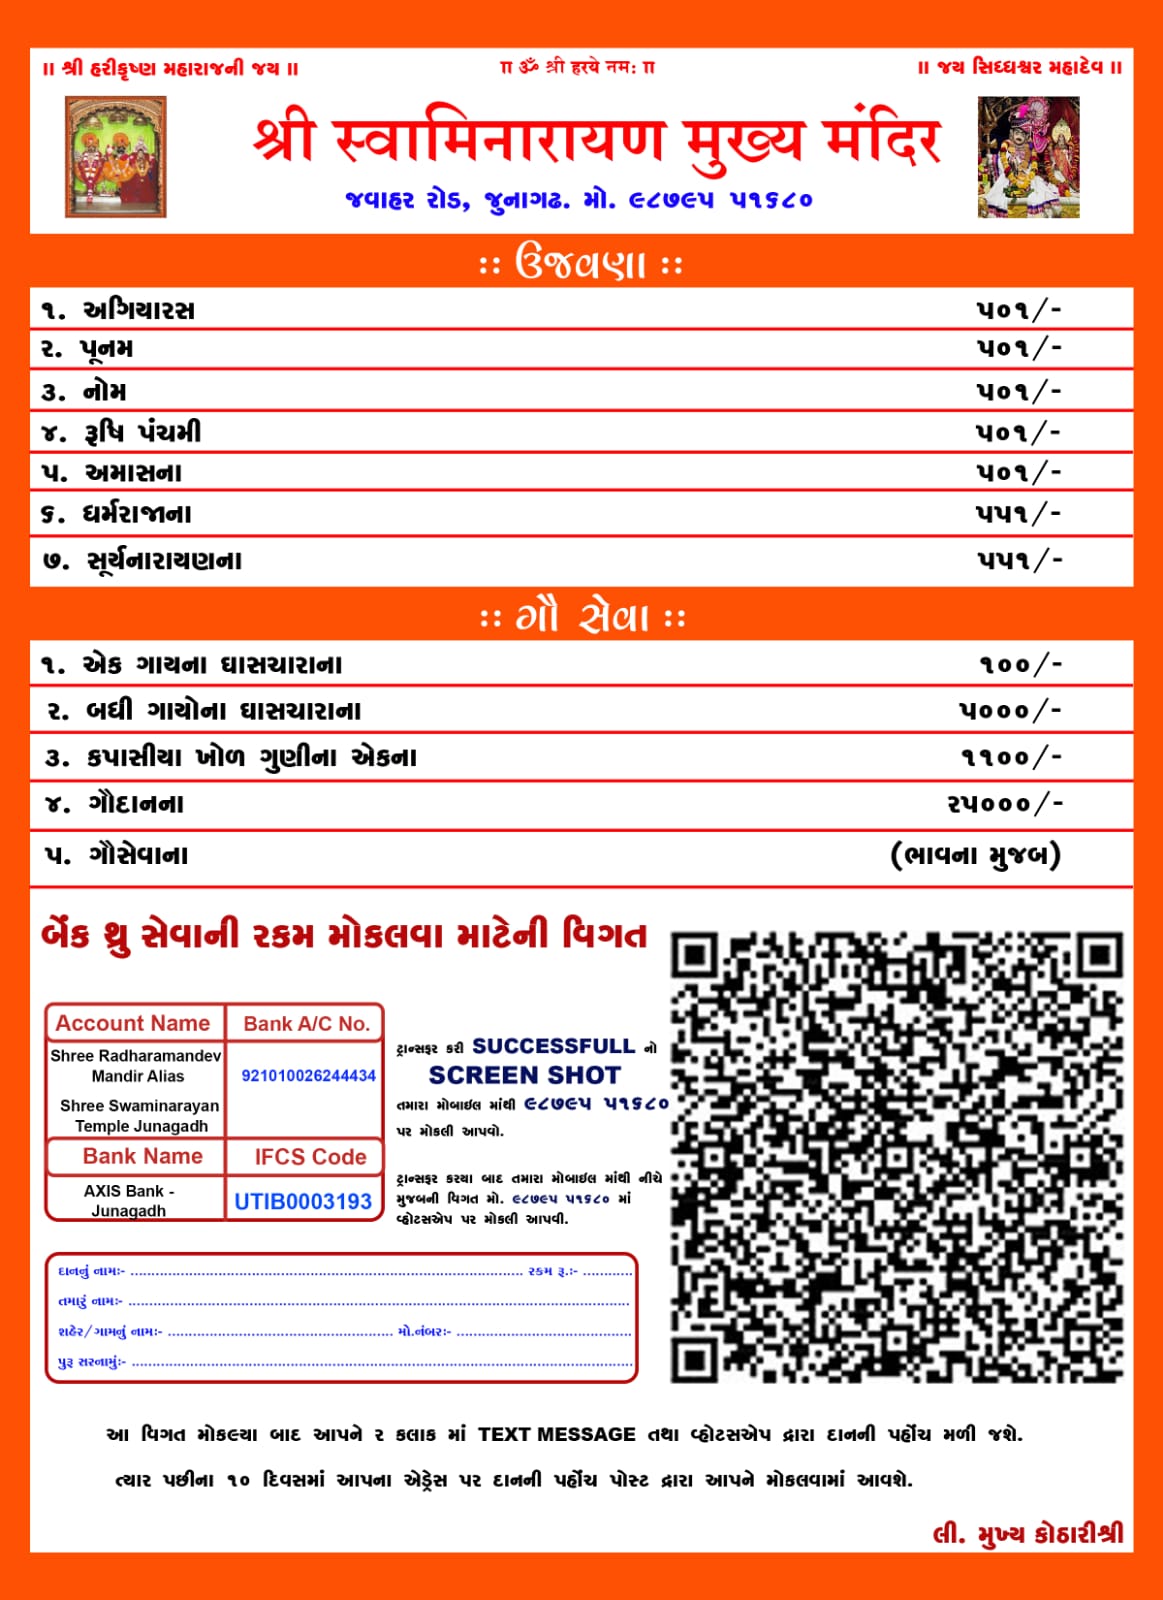 ॥ શ્રી હરીકૃષ્ણ મહારાજની જય ॥
॥ ॐ श्री हरये नमः ॥
॥ જય સિધ્ધશ્વર મહાદેવ ॥
श्री स्वामिनारायण मुख्य मंदिर
જવાહર રોડ, જુનાગઢ. મો. ૯૮૭૯૫ ૫૧૬૮૦
:: ઉજવણા ::
૧. અગિયારસ ૫૦૧/-
૨. પૂનમ ૫૦૧/-
૩. નોમ ૫૦૧/-
૪. રૂષિ પંચમી ૫૦૧/-
૫. અમાસના ૫૦૧/-
૬. ધર્મરાજાના ૫૫૧/-
૭. સૂર્યનારાયણના ૫૫૧/-
:: ગૌ સેવા ::
૧. એક ગાયના ઘાસચારાના ૧૦૦/-
૨. બધી ગાયોના ઘાસચારાના ૫૦૦૦/-
૩. કપાસીયા ખોળ ગુણીના એકના ૧૧૦૦/-
૪. ગૌદાનના ૨૫૦૦૦/-
૫. ગૌસેવાના (ભાવના મુજબ)
બેંક થ્રુ સેવાની રકમ મોકલવા માટેની વિગત
Account Name Bank A/C No.
Shree Radharamandev
Mandir Alias
921010026244434
Shree Swaminarayan
Temple Junagadh
Bank Name IFCS Code
AXIS Bank -
Junagadh
UTIB0003193
ટ્રાન્સફર કરી SUCCESSFULL નો
SCREEN SHOT
તમારા મોબાઈલ માંથી ૯૮૭૯૫ ૫૧૬૮૦
પર મોકલી આપવો.
ટ્રાન્સફર કરયા બાદ તમારા મોબાઈલ માંથી નીચે
મુજબની વિગત મો. ૯૮૭૯૫ ૫૧૬૮૦ માં
વ્હોટસએપ પર મોકલી આપવી.
દાનનું નામઃ- ........................ રકમ રૂ.ઃ- ............
તમારું નામઃ- ........................
શહેર/ગામનું નામઃ- ........................ મો.નંબરઃ- ........................
પુરૂ સરનામુંઃ- ........................
આ વિગત મોકલ્યા બાદ આપને ૨ કલાક માં TEXT MESSAGE તથા વ્હોટસએપ દ્વારા દાનની પહોંચ મળી જશે.
ત્યાર પછીના ૧૦ દિવસમાં આપના એડ્રેસ પર દાનની પહોંચ પોસ્ટ દ્વારા આપને મોકલવામાં આવશે.
લી. મુખ્ય કોઠારીશ્રી